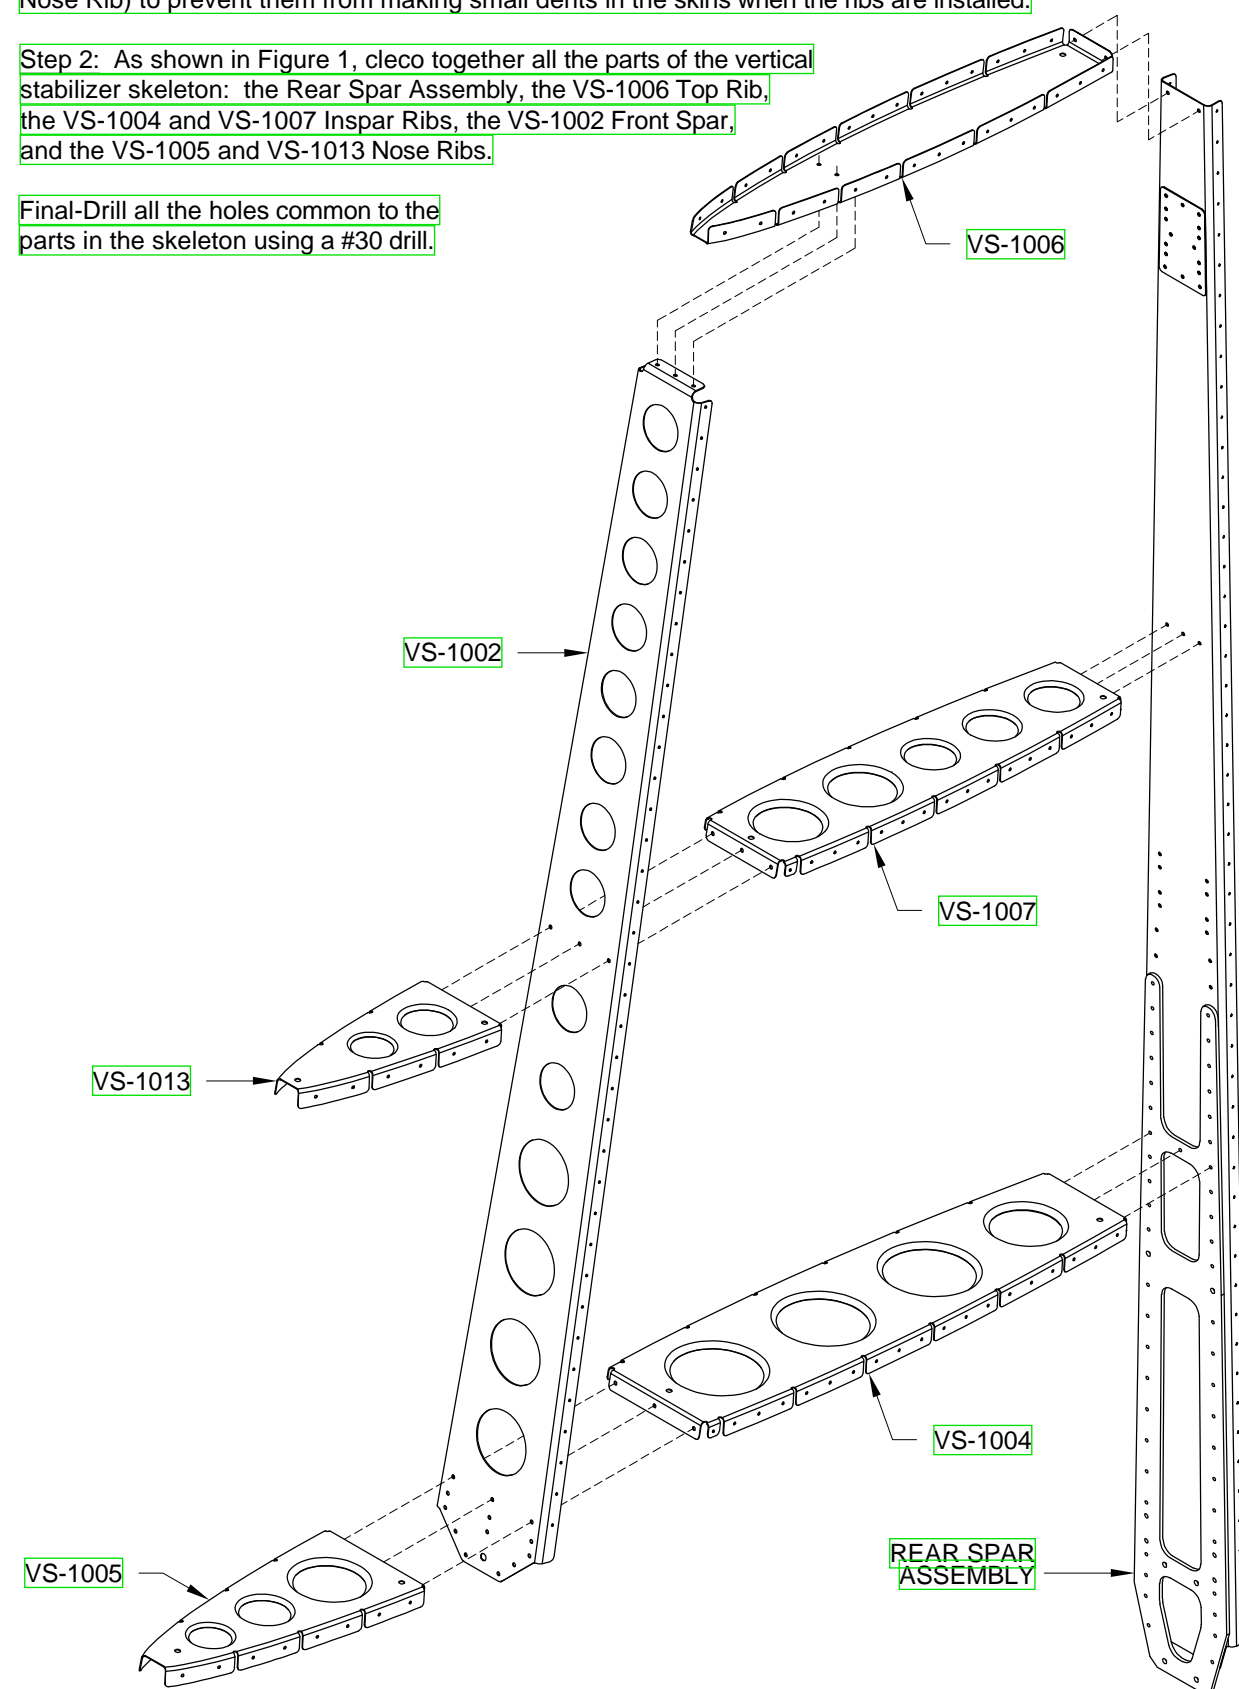 Nose Rib) to prevent them from making small dents in the skins when the ribs are installed.
Step 2: As shown in Figure 1, cleco together all the parts of the vertical
stabilizer skeleton: the Rear Spar Assembly, the VS-1006 Top Rib,
the VS-1004 and VS-1007 Inspar Ribs, the VS-1002 Front Spar,
and the VS-1005 and VS-1013 Nose Ribs.
Final-Drill all the holes common to the
parts in the skeleton using a #30 drill.
VS-1006
VS-1002
VS-1007
VS-1013
VS-1004
REAR SPAR
ASSEMBLY
VS-1005